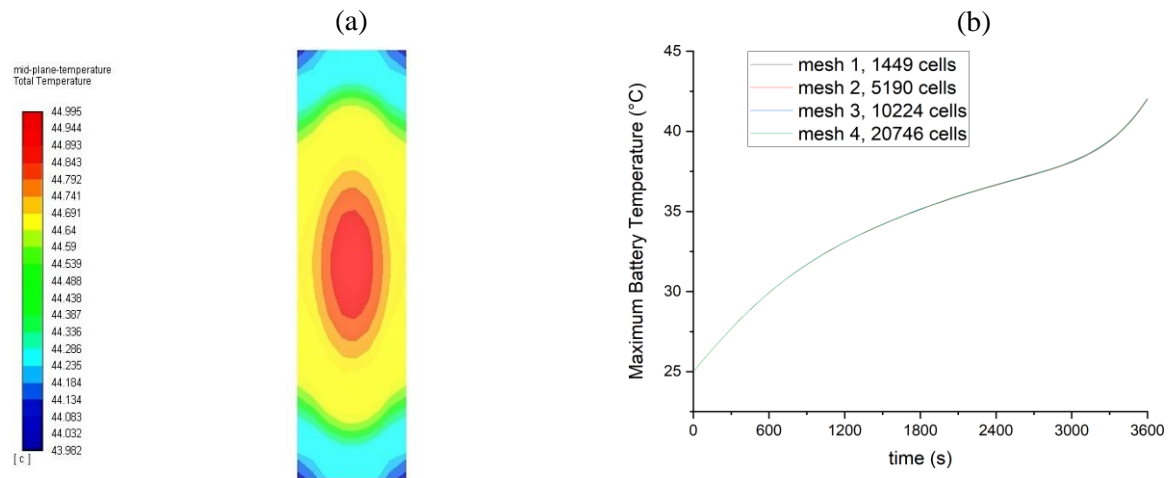 (a)
mid-plane-temperature
Total Temperature
44.995
44.944
44.893
44.843
44.792
44.741
44.691
44.64
44.59
44.539
44.488
44.438
44.387
44.336
44.286
44.235
44.184
44.134
44.083
44.032
43.982
[ c ]
(b)
Maximum Battery Temperature (°C)
45
40
35
30
25
mesh 1, 1449 cells
mesh 2, 5190 cells
mesh 3, 10224 cells
mesh 4, 20746 cells
0 600 1200 1800 2400 3000 3600
time (s)